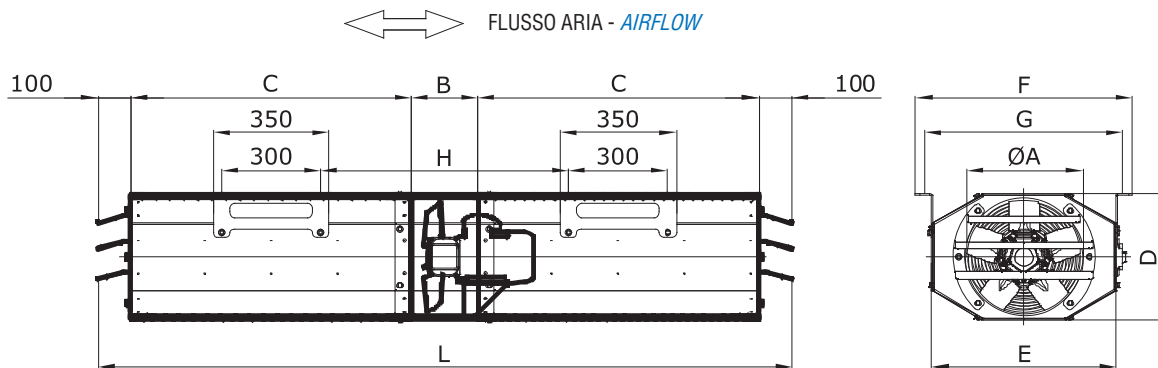 FLUSSO ARIA - AIRFLOW
100 C B C 100 F
350 350 G
300 H 300 ØA
D
L E